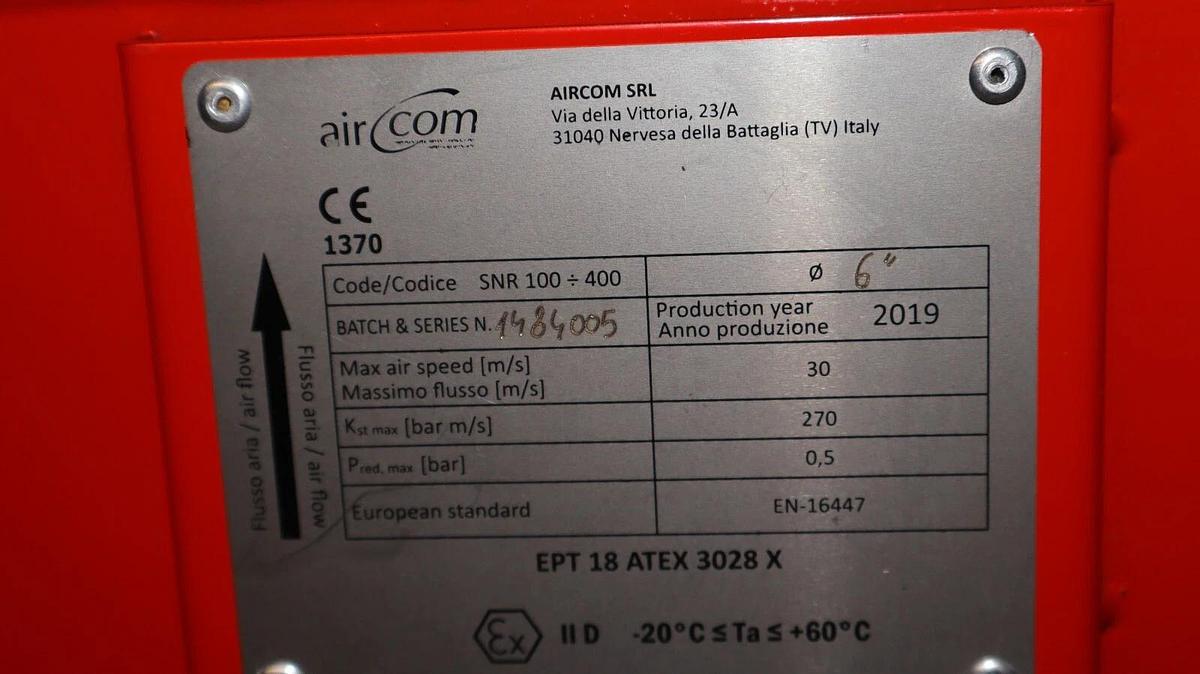 air com
AIRCOM SRL
Via della Vittoria, 23/A
31040 Nervesa della Battaglia (TV) Italy
CE
1370
Code/Codice SNR 100 ÷ 400
Ø 6"
BATCH & SERIES N. 1484005
Production year
Anno produzione
2019
Max air speed [m/s]
Massimo flusso [m/s]
30
Kst max [bar m/s]
270
Pred, max [bar]
0,5
European standard
EN-16447
Flusso aria / air flow
Flusso aria / air flow
EPT 18 ATEX 3028 X
Ex II D -20°C ≤ Ta ≤ +60°C